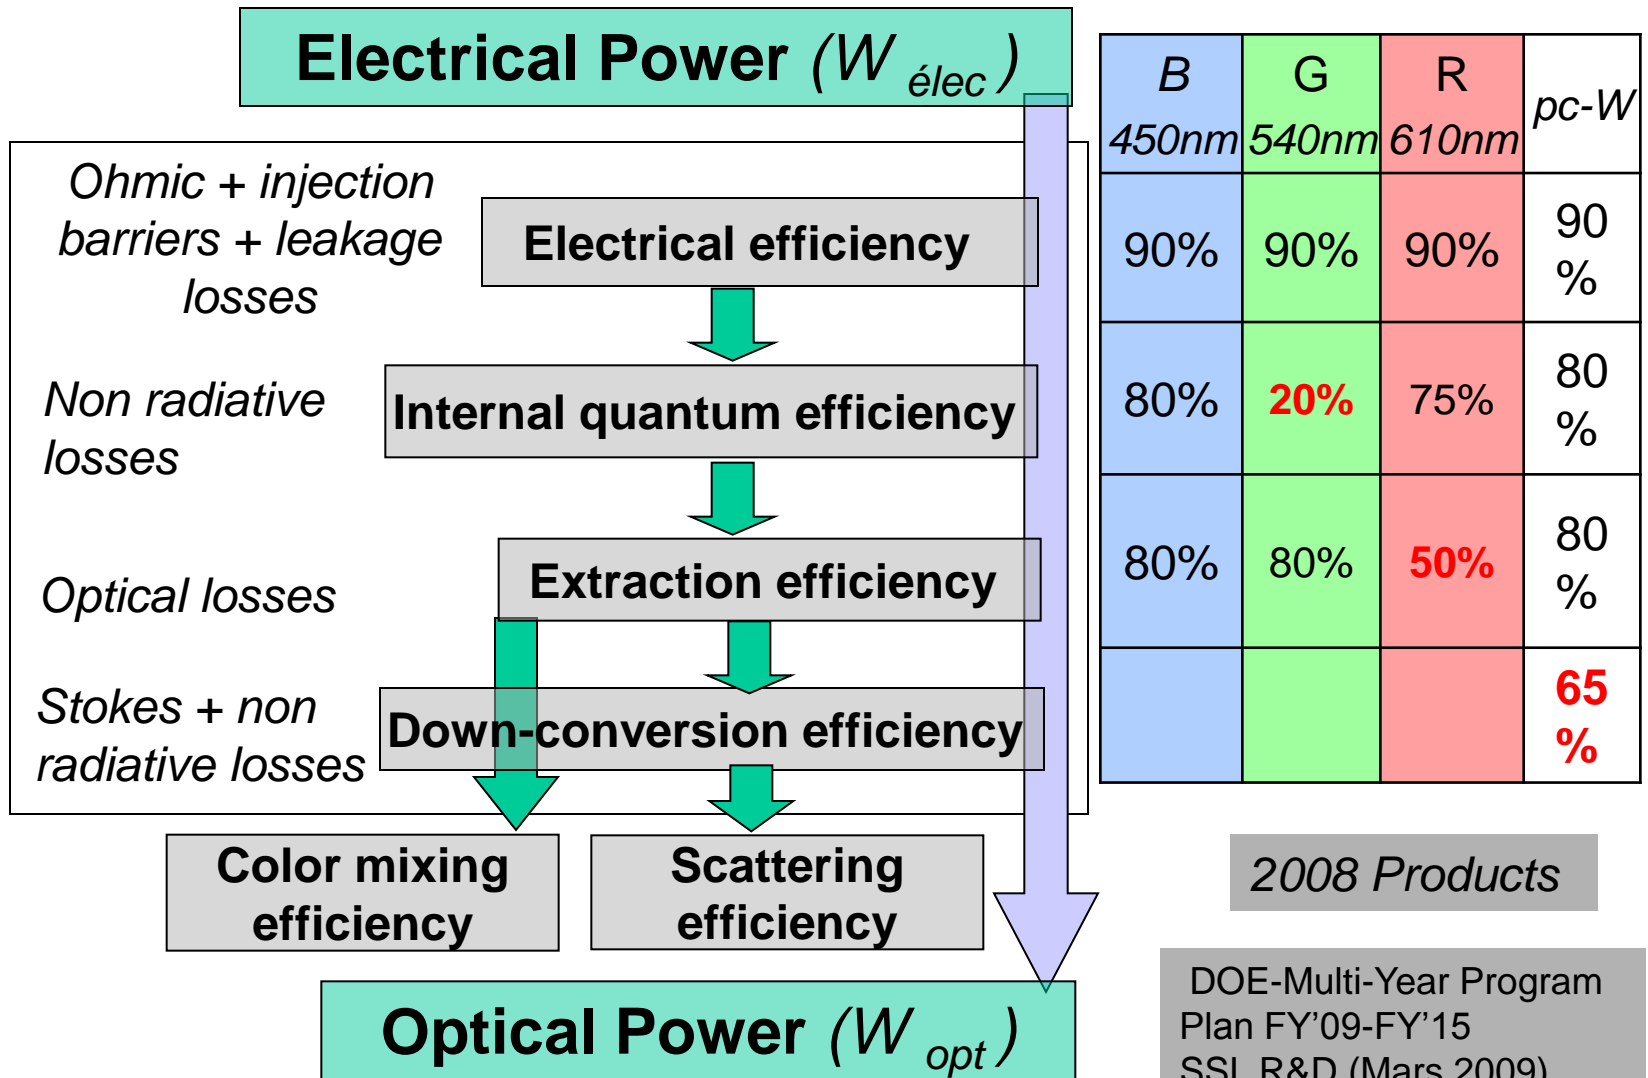 Electrical Power (W élec)
Ohmic + injection
barriers + leakage
losses
Electrical efficiency
Non radiative
losses
Internal quantum efficiency
Optical losses
Extraction efficiency
Stokes + non
radiative losses
Down-conversion efficiency
Color mixing
efficiency
Scattering
efficiency
Optical Power (W opt)
B G R pc-W
450nm 540nm 610nm
90% 90% 90% 90
%
80% 20% 75% 80
%
80% 80% 50% 80
%
65
%
2008 Products
DOE-Multi-Year Program
Plan FY’09-FY’15
SSL R&D (Mars 2009)